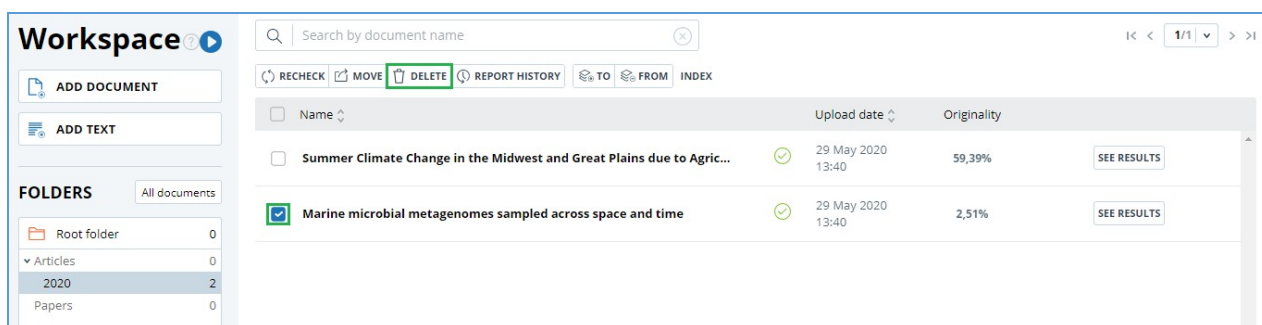 Workspace
ADD DOCUMENT
ADD TEXT
FOLDERS All documents
Root folder 0
Articles 0
2020 2
Papers 0
Search by document name
1/1
RECHECK MOVE DELETE REPORT HISTORY TO FROM INDEX
Name Upload date Originality
Summer Climate Change in the Midwest and Great Plains due to Agric... 29 May 2020 59,39% SEE RESULTS
13:40
Marine microbial metagenomes sampled across space and time 29 May 2020 2,51% SEE RESULTS
13:40